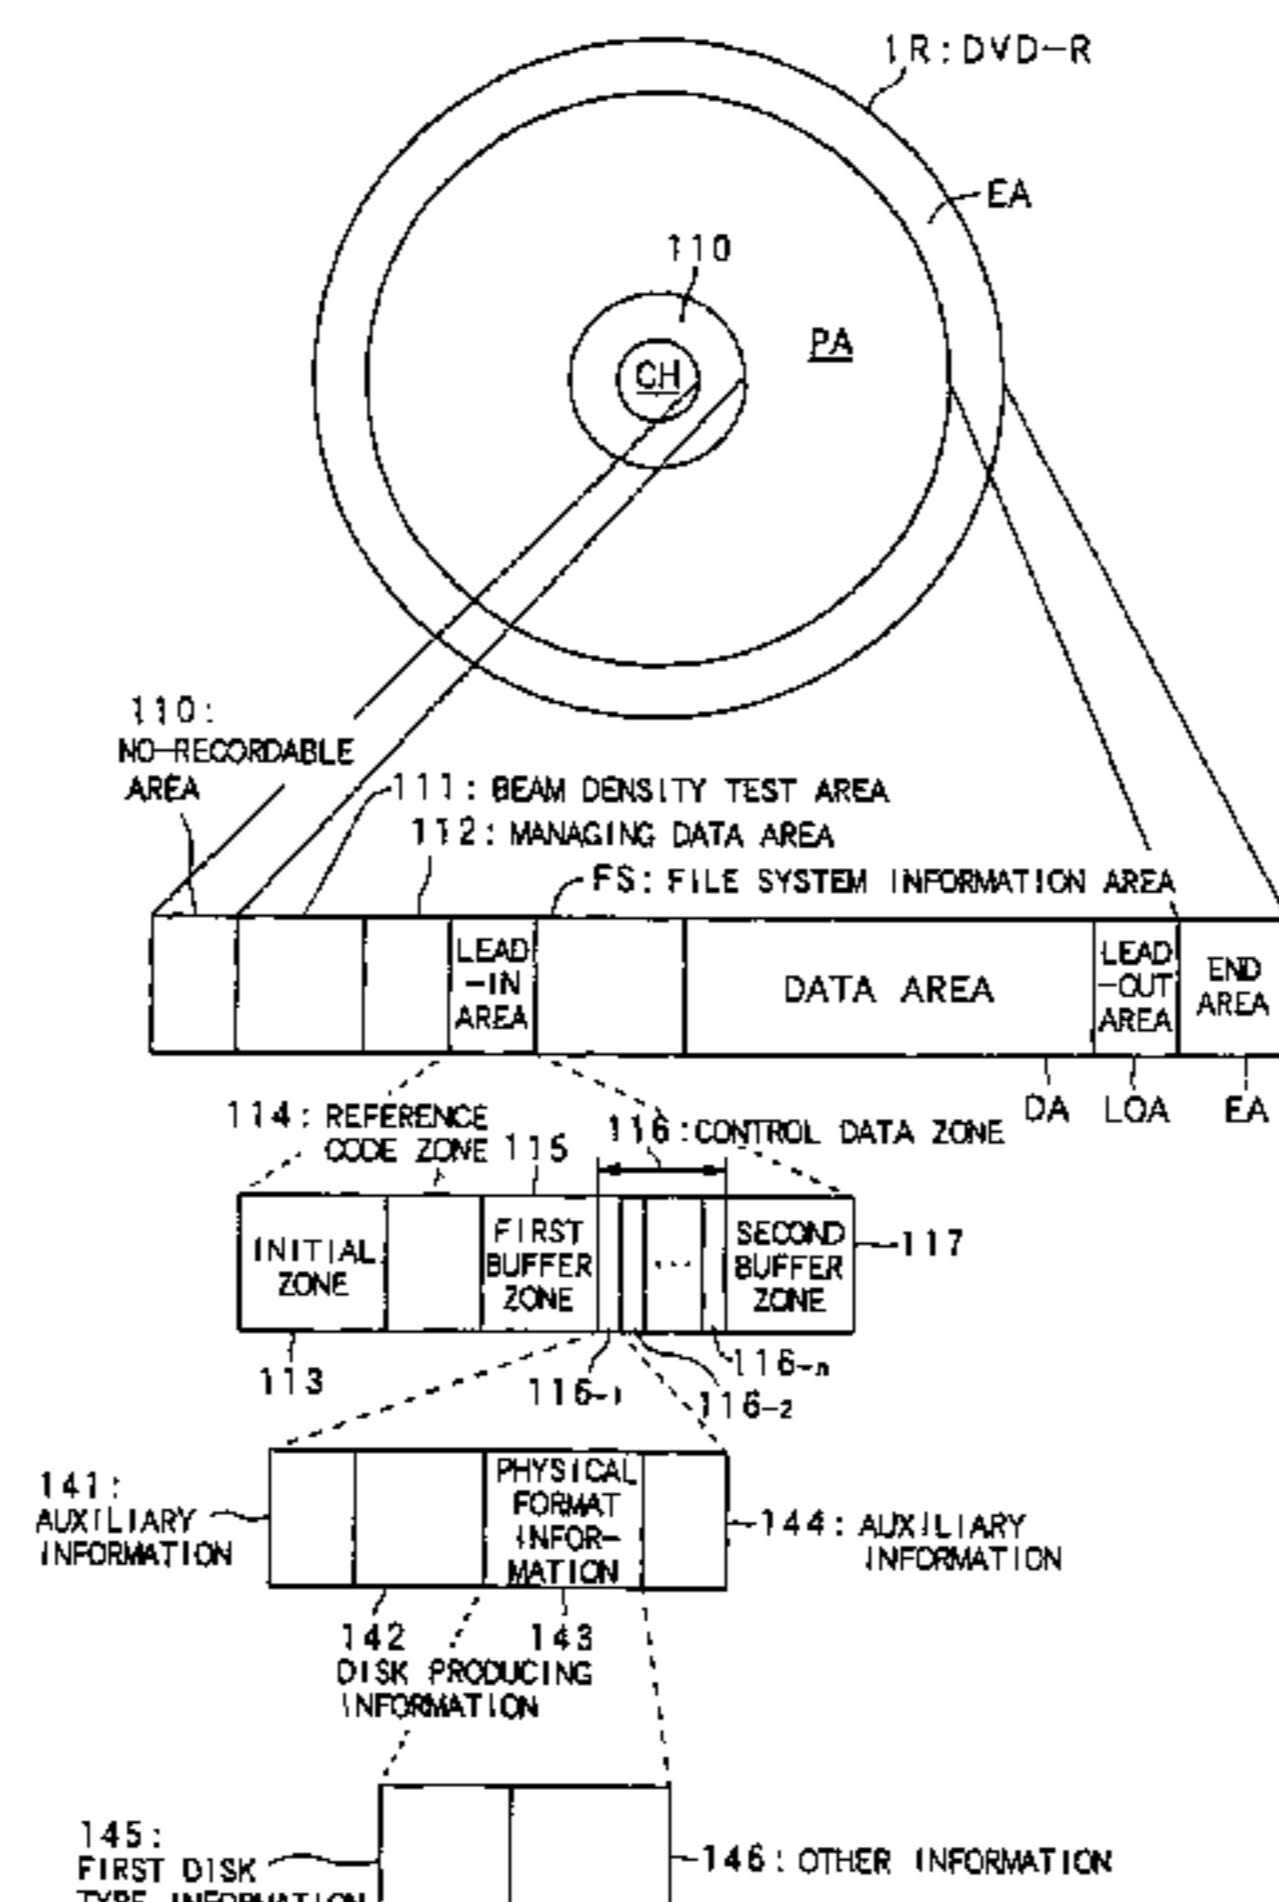 1R:DVD-R
EA
110
PA
CH
110:
NO-RECORDABLE
AREA
111: BEAM DENSITY TEST AREA
112: MANAGING DATA AREA
FS: FILE SYSTEM INFORMATION AREA
LEAD
-IN
AREA
DATA AREA
LEAD
-OUT
AREA
END
AREA
DA
LOA
EA
114: REFERENCE
CODE ZONE
115
116: CONTROL DATA ZONE
INITIAL
ZONE
FIRST
BUFFER
ZONE
...
SECOND
BUFFER
ZONE
117
113
116-1
116-2
116-n
141:
AUXILIARY
INFORMATION
PHYSICAL
FORMAT
INFOR-
MATION
144: AUXILIARY
INFORMATION
142
DISK PRODUCING
INFORMATION
143
145:
FIRST DISK
TYPE INFORMATION
146: OTHER INFORMATION